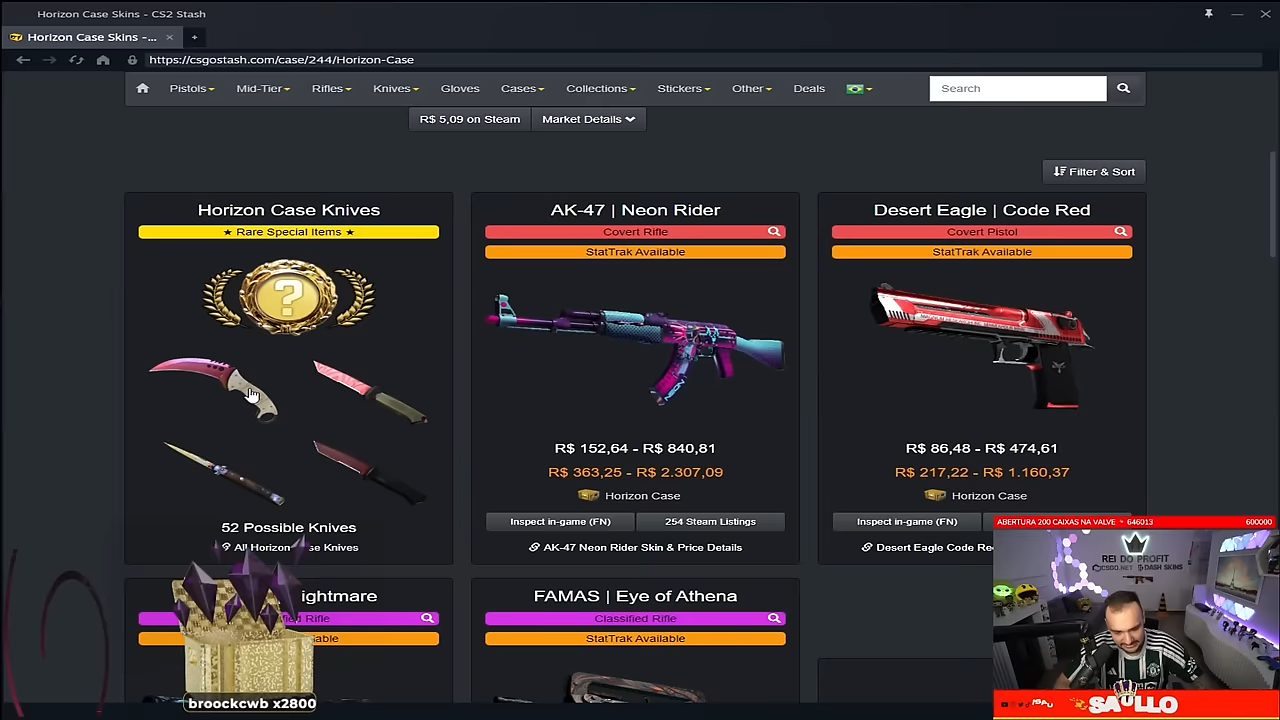 Horizon Case Skins - CS2 Stash
Horizon Case Skins -...
https://csgostash.com/case/244/Horizon-Case
Pistols Mid-Tier Rifles Knives Gloves Cases Collections Stickers Other Deals Search
R$ 5,09 on Steam Market Details
Filter & Sort
Horizon Case Knives
★ Rare Special Items ★
?
52 Possible Knives
All Horizon Case Knives
AK-47 | Neon Rider
Covert Rifle
StatTrak Available
NEON
R$ 152,64 - R$ 840,81
R$ 363,25 - R$ 2.307,09
Horizon Case
Inspect in-game (FN) 254 Steam Listings
AK-47 Neon Rider Skin & Price Details
Desert Eagle | Code Red
Covert Pistol
StatTrak Available
R$ 86,48 - R$ 474,61
R$ 217,22 - R$ 1.160,37
Horizon Case
Inspect in-game (FN)
Desert Eagle Code Re
ightmare
ified Rifle
able
FAMAS | Eye of Athena
Classified Rifle
StatTrak Available
broockcwb x2800
ABERTURA 200 CAIXAS NA VALVE 646013 600000
REI DO PROFIT
CSGO.NET DASH SKINS
SAULLO